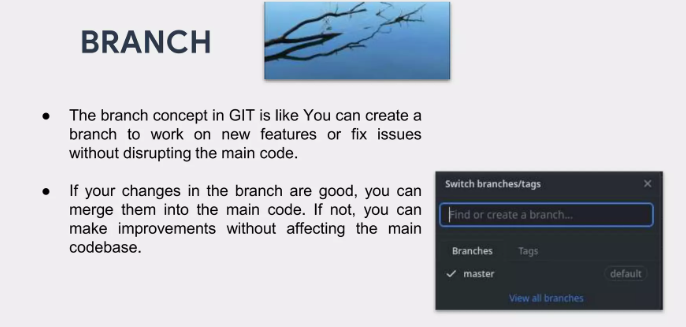 BRANCH
● The branch concept in GIT is like You can create a
branch to work on new features or fix issues
without disrupting the main code.
● If your changes in the branch are good, you can
merge them into the main code. If not, you can
make improvements without affecting the main
codebase.
Switch branches/tags
Find or create a branch...
Branches Tags
master default
View all branches